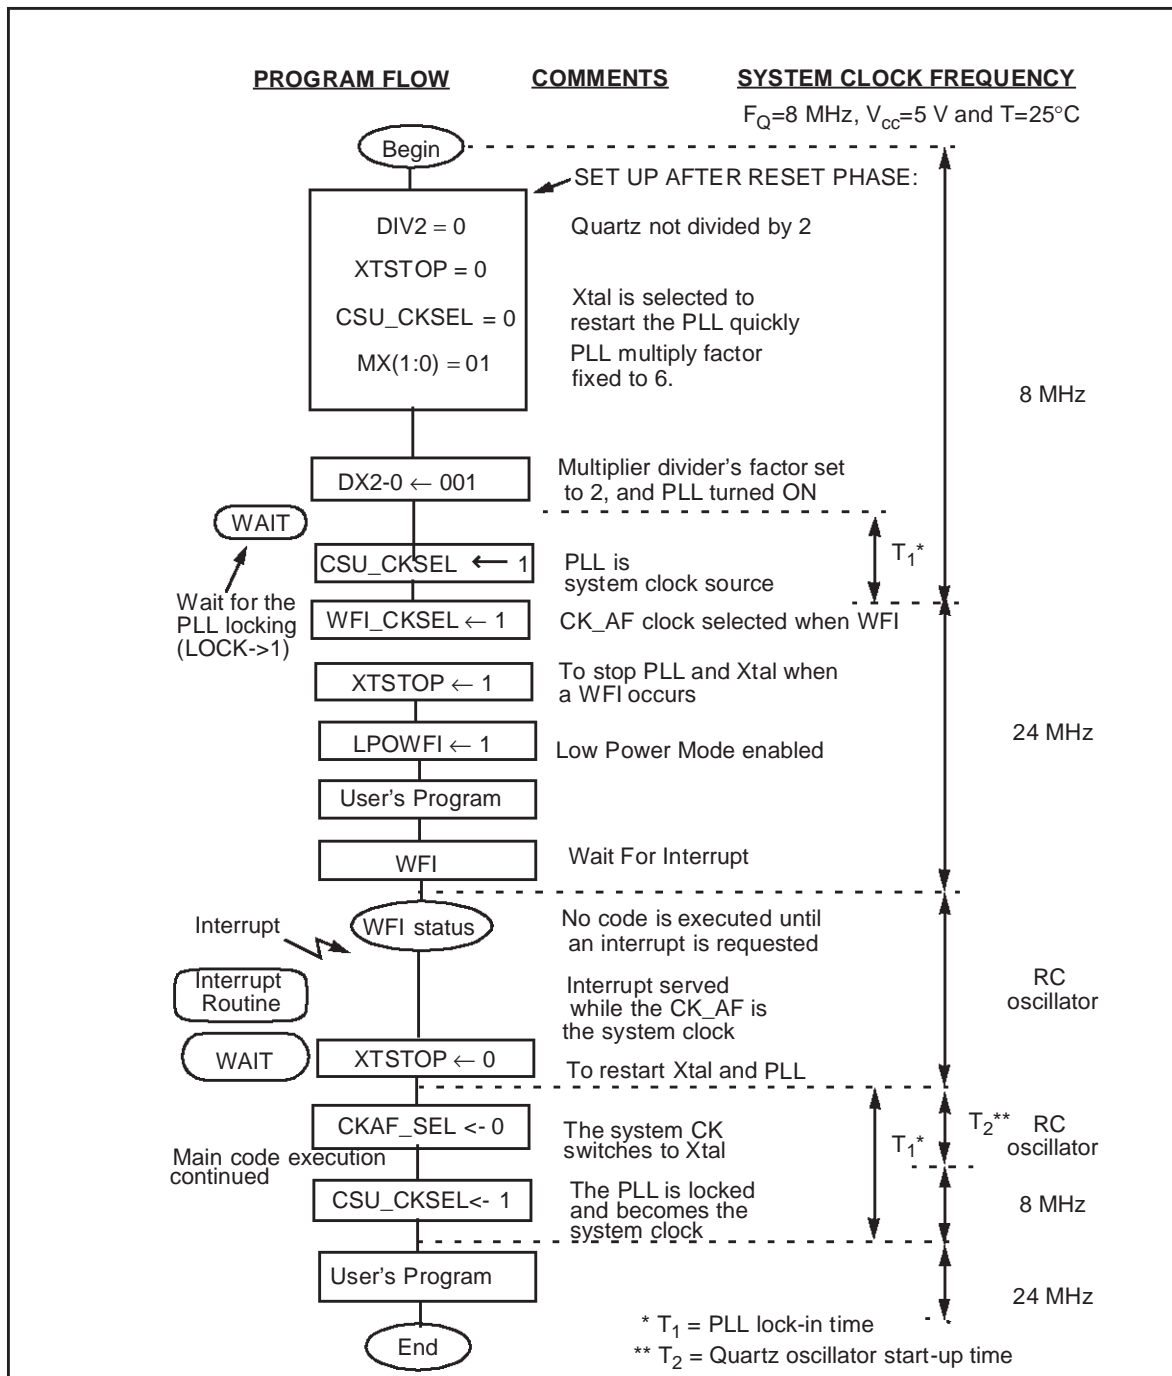 PROGRAM FLOW COMMENTS SYSTEM CLOCK FREQUENCY
F_Q=8 MHz, V_cc=5 V and T=25°C
Begin
SET UP AFTER RESET PHASE:
DIV2 = 0 Quartz not divided by 2
XTSTOP = 0
CSU_CKSEL = 0 Xtal is selected to
restart the PLL quickly
MX(1:0) = 01 PLL multiply factor
fixed to 6.
8 MHz
DX2-0 ← 001 Multiplier divider's factor set
to 2, and PLL turned ON
WAIT
T_1*
CSU_CKSEL ← 1 PLL is
system clock source
Wait for the
PLL locking
(LOCK->1)
WFI_CKSEL ← 1 CK_AF clock selected when WFI
XTSTOP ← 1 To stop PLL and Xtal when
a WFI occurs
24 MHz
LPOWFI ← 1 Low Power Mode enabled
User's Program
WFI Wait For Interrupt
WFI status No code is executed until
an interrupt is requested
Interrupt
Interrupt
Routine
Interrupt served
while the CK_AF is
the system clock
RC
oscillator
WAIT
XTSTOP ← 0 To restart Xtal and PLL
CKAF_SEL <- 0 The system CK
switches to Xtal
T_1*
T_2**
RC
oscillator
Main code execution
continued
CSU_CKSEL<- 1 The PLL is locked
and becomes the
system clock
8 MHz
User's Program
24 MHz
End
* T_1 = PLL lock-in time
** T_2 = Quartz oscillator start-up time